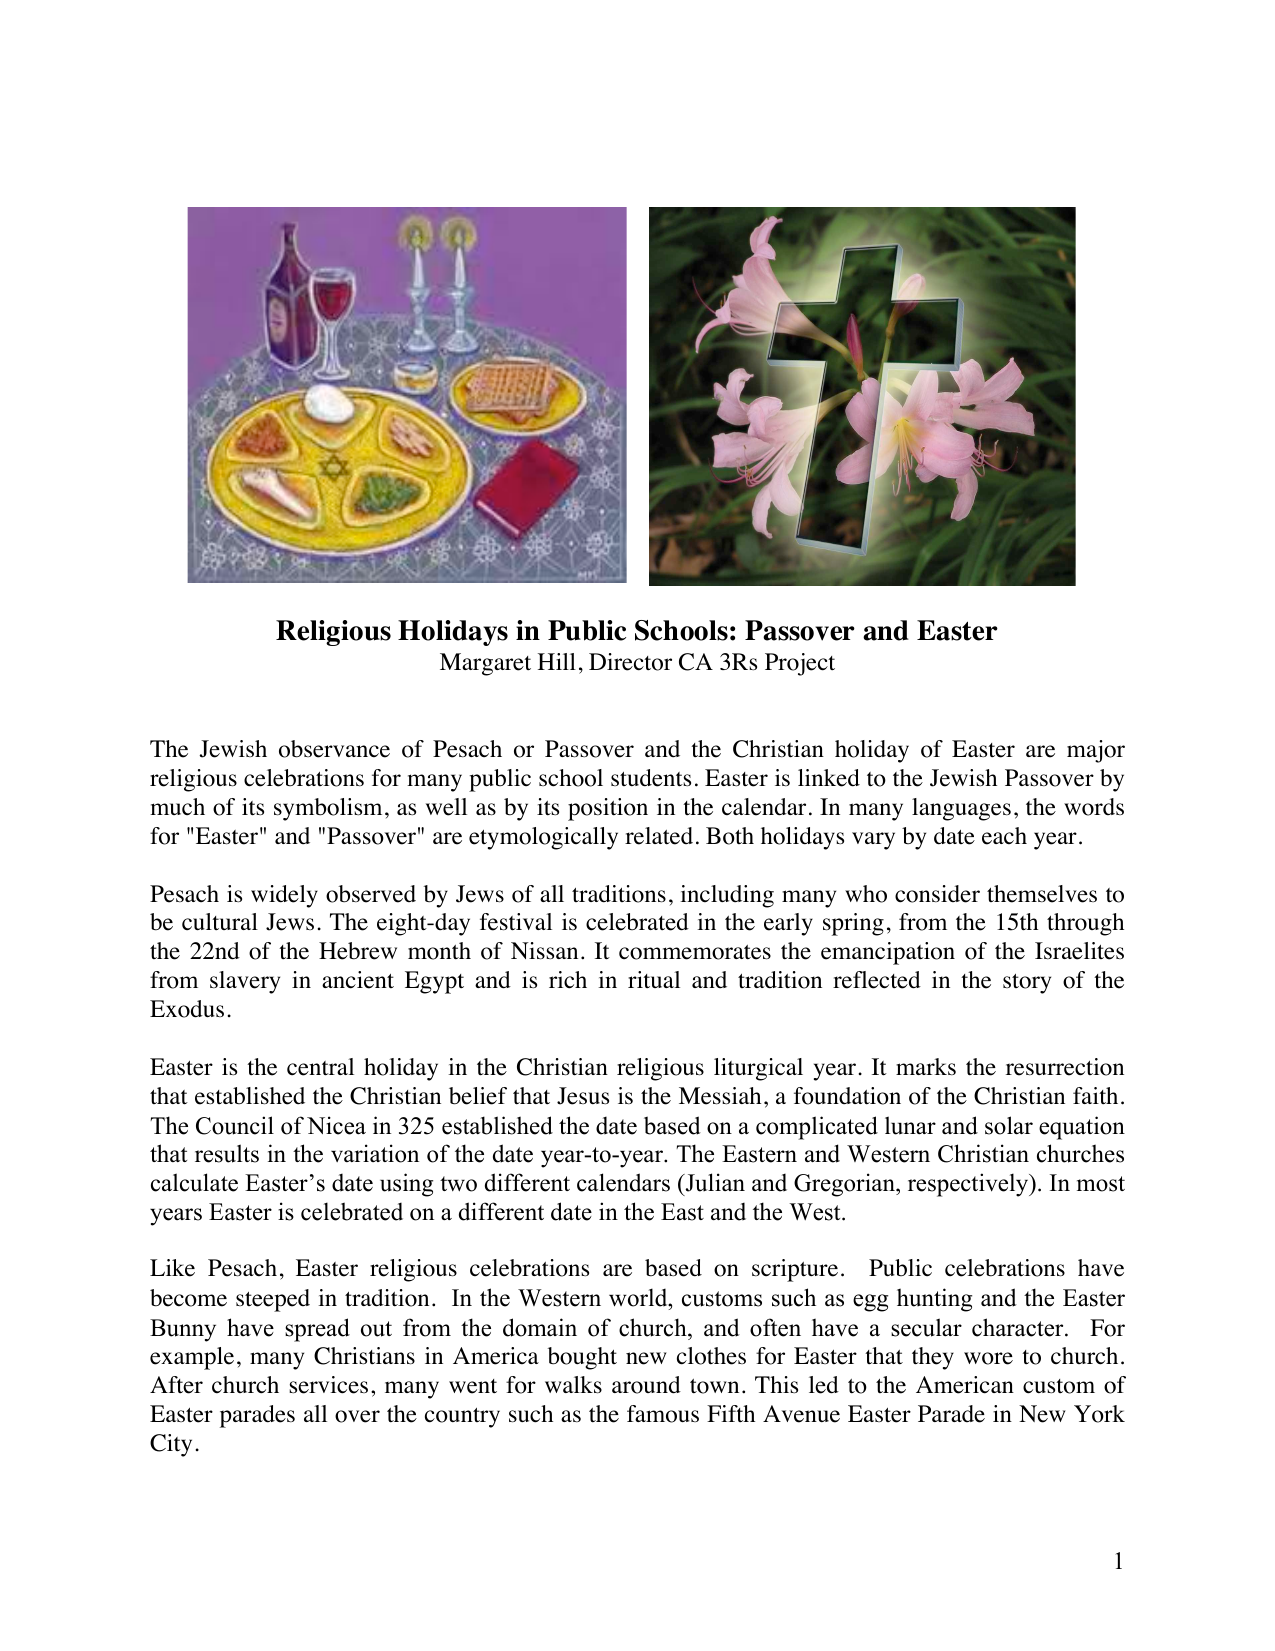 Religious Holidays in Public Schools: Passover and Easter
Margaret Hill, Director CA 3Rs Project
The Jewish observance of Pesach or Passover and the Christian holiday of Easter are major
religious celebrations for many public school students. Easter is linked to the Jewish Passover by
much of its symbolism, as well as by its position in the calendar. In many languages, the words
for "Easter" and "Passover" are etymologically related. Both holidays vary by date each year.
Pesach is widely observed by Jews of all traditions, including many who consider themselves to
be cultural Jews. The eight-day festival is celebrated in the early spring, from the 15th through
the 22nd of the Hebrew month of Nissan. It commemorates the emancipation of the Israelites
from slavery in ancient Egypt and is rich in ritual and tradition reflected in the story of the
Exodus.
Easter is the central holiday in the Christian religious liturgical year. It marks the resurrection
that established the Christian belief that Jesus is the Messiah, a foundation of the Christian faith.
The Council of Nicea in 325 established the date based on a complicated lunar and solar equation
that results in the variation of the date year-to-year. The Eastern and Western Christian churches
calculate Easter’s date using two different calendars (Julian and Gregorian, respectively). In most
years Easter is celebrated on a different date in the East and the West.
Like Pesach, Easter religious celebrations are based on scripture.  Public celebrations have
become steeped in tradition.  In the Western world, customs such as egg hunting and the Easter
Bunny have spread out from the domain of church, and often have a secular character.  For
example, many Christians in America bought new clothes for Easter that they wore to church.
After church services, many went for walks around town. This led to the American custom of
Easter parades all over the country such as the famous Fifth Avenue Easter Parade in New York
City.
1